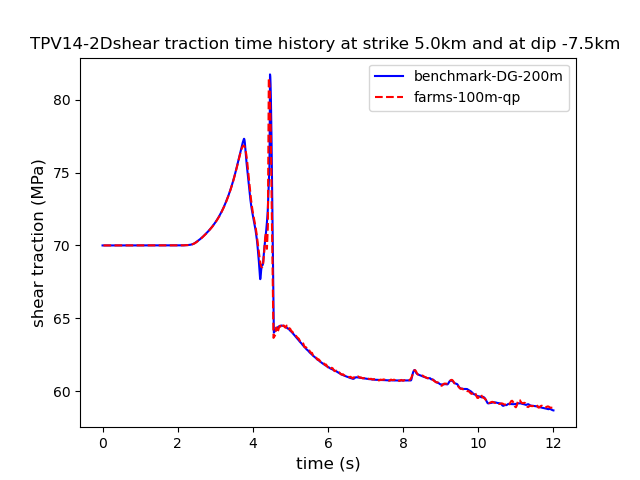 TPV14-2Dshear traction time history at strike 5.0km and at dip -7.5km
benchmark-DG-200m
farms-100m-qp
shear traction (MPa)
80
75
70
65
60
0 2 4 6 8 10 12
time (s)